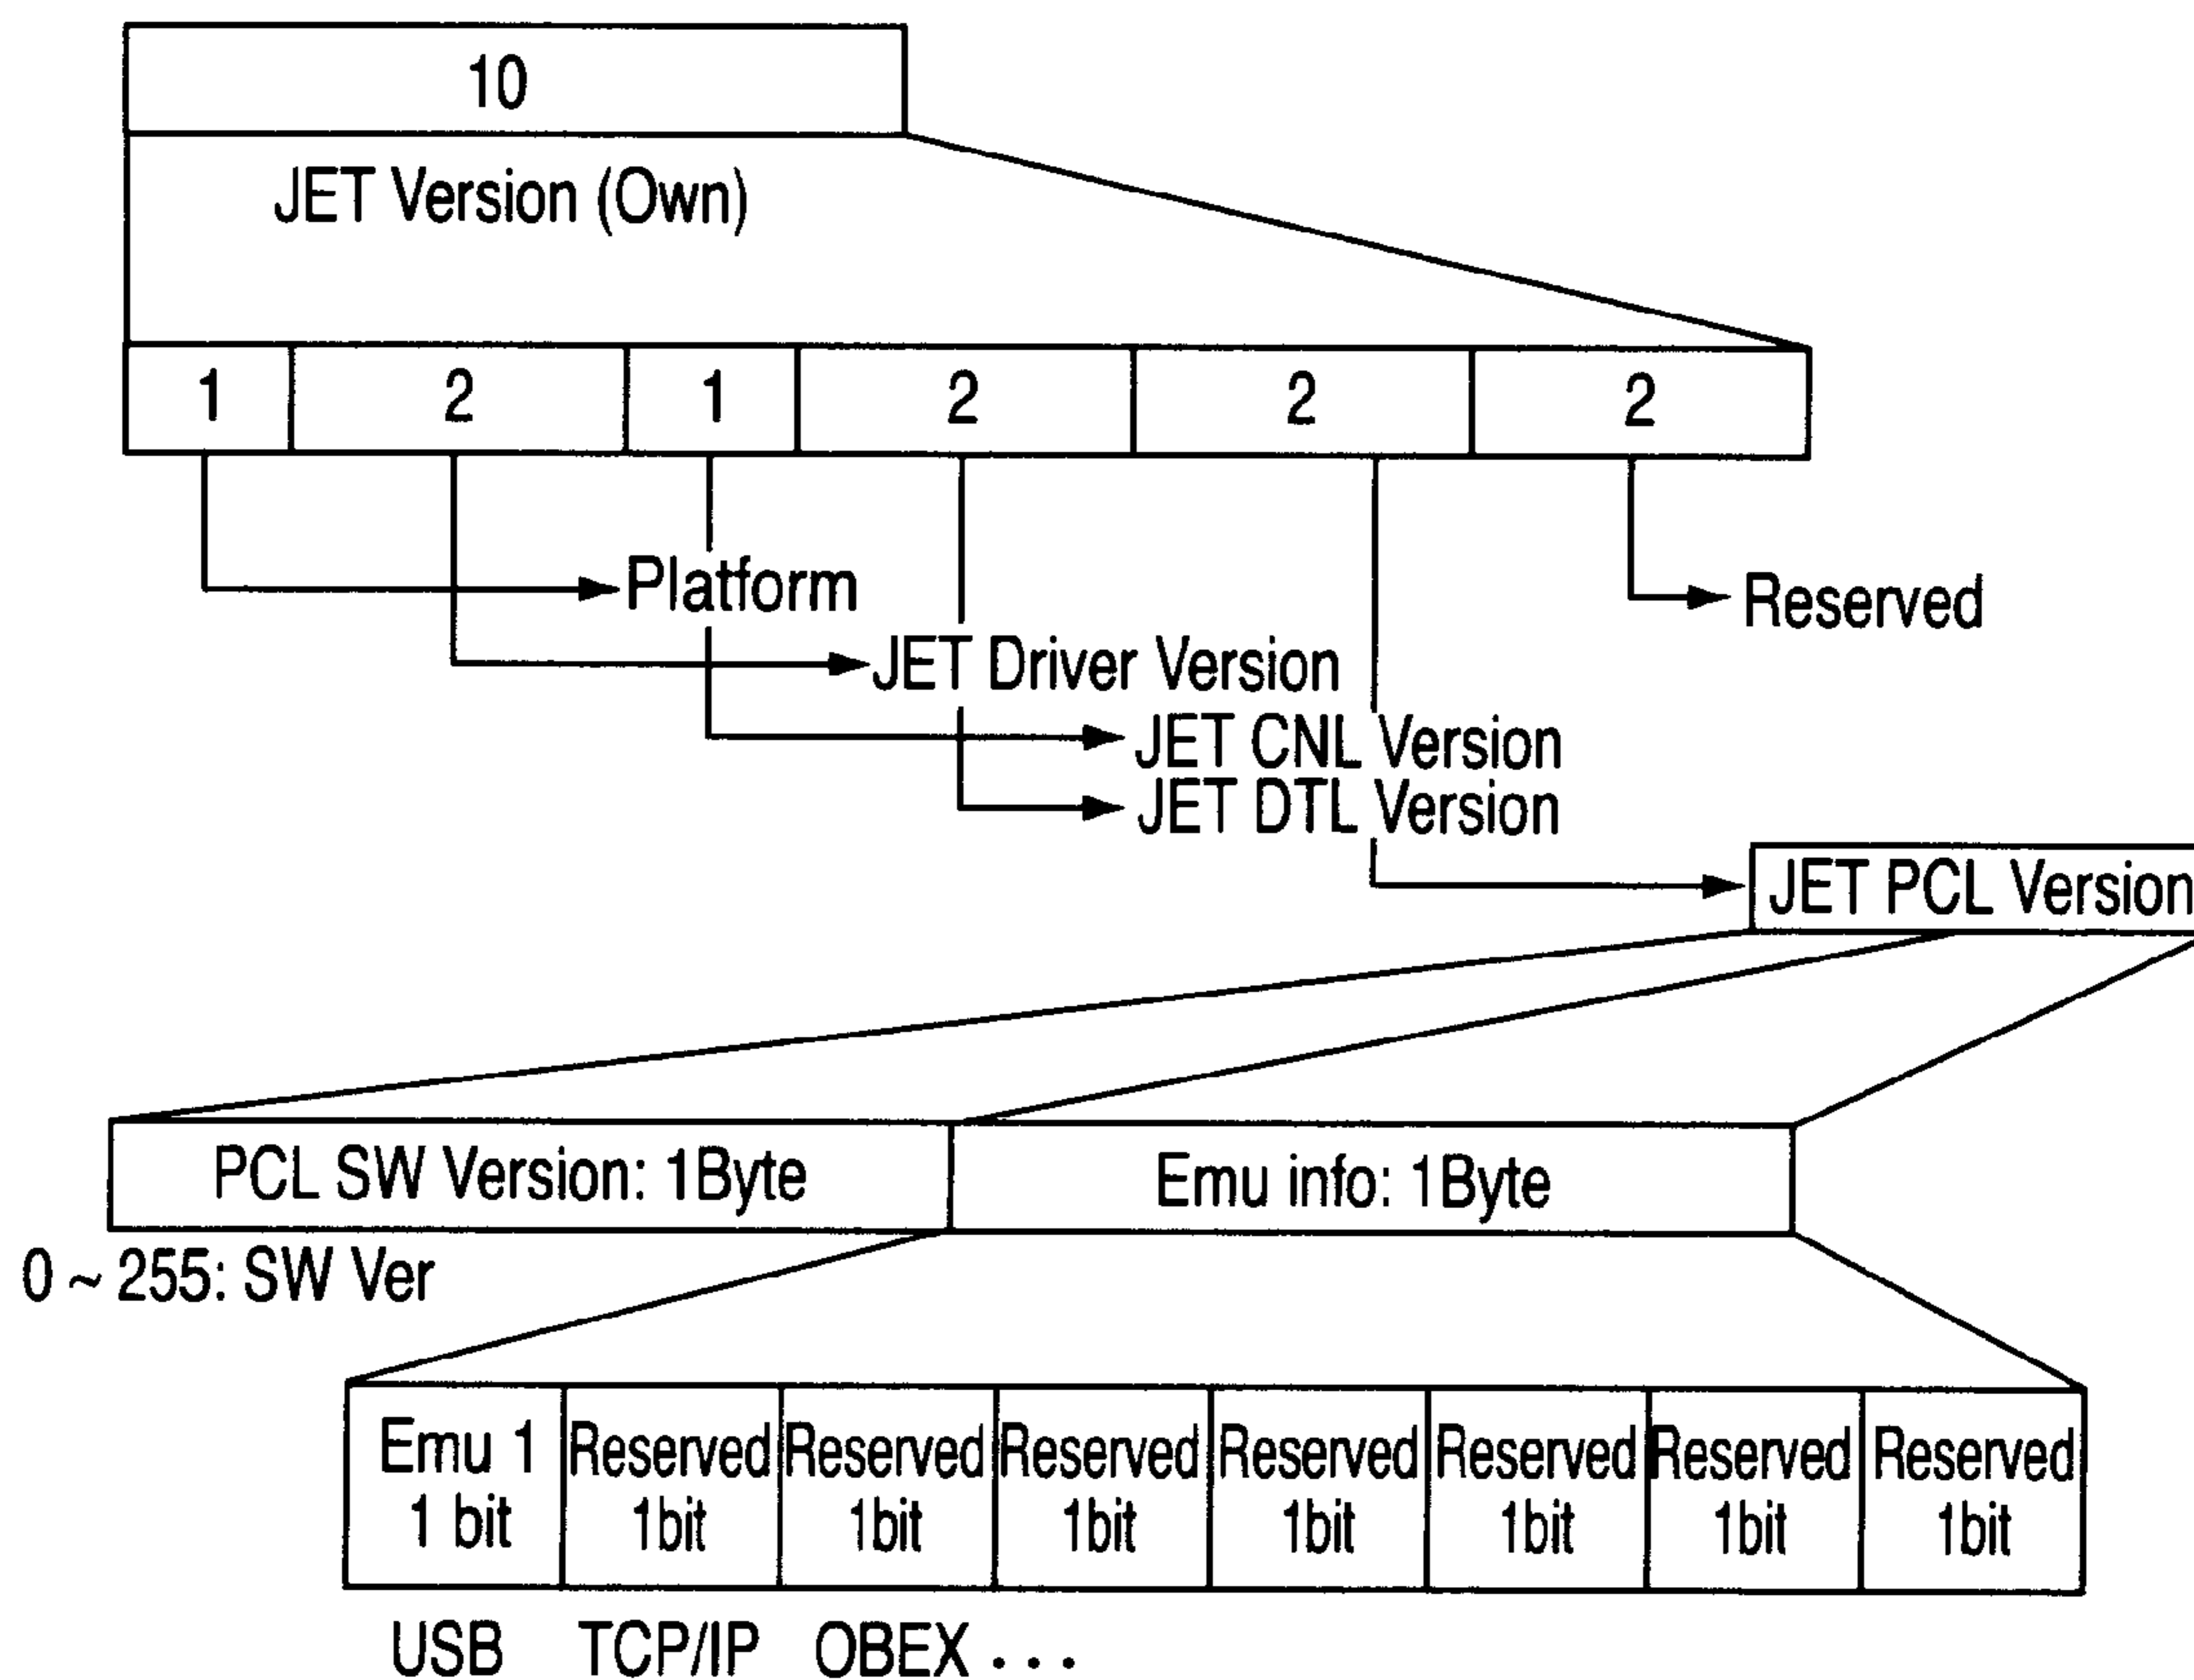 10
JET Version (Own)
1 2 1 2 2 2
Platform
Reserved
JET Driver Version
JET CNL Version
JET DTL Version
JET PCL Version
PCL SW Version: 1Byte Emu info: 1Byte
0 ~ 255: SW Ver
Emu 1 Reserved Reserved Reserved Reserved Reserved Reserved Reserved
1 bit 1bit 1bit 1bit 1bit 1bit 1bit 1bit
USB TCP/IP OBEX . . .